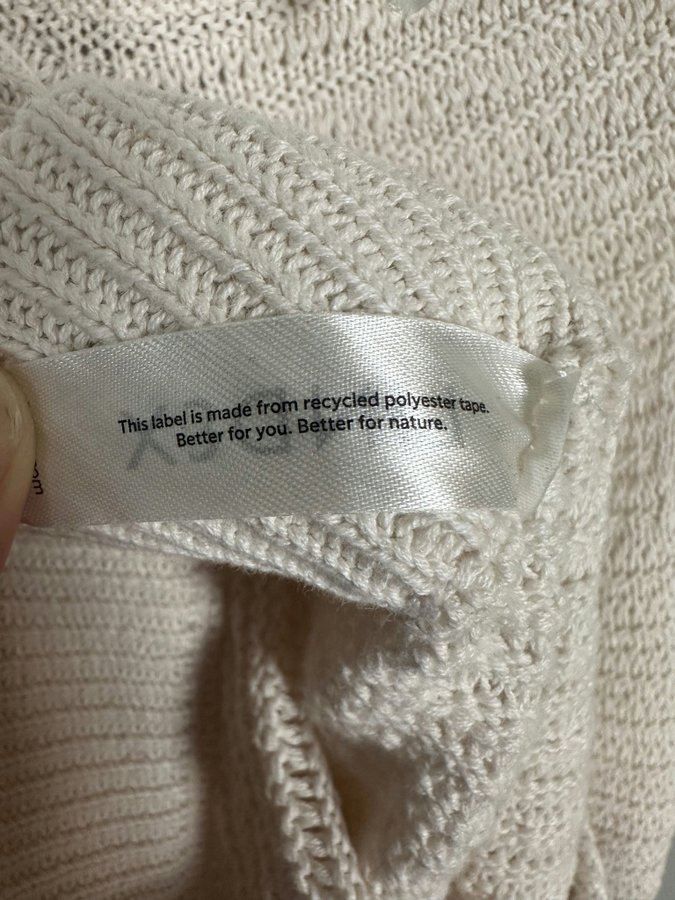 This label is made from recycled polyester tape.
Better for you. Better for nature.